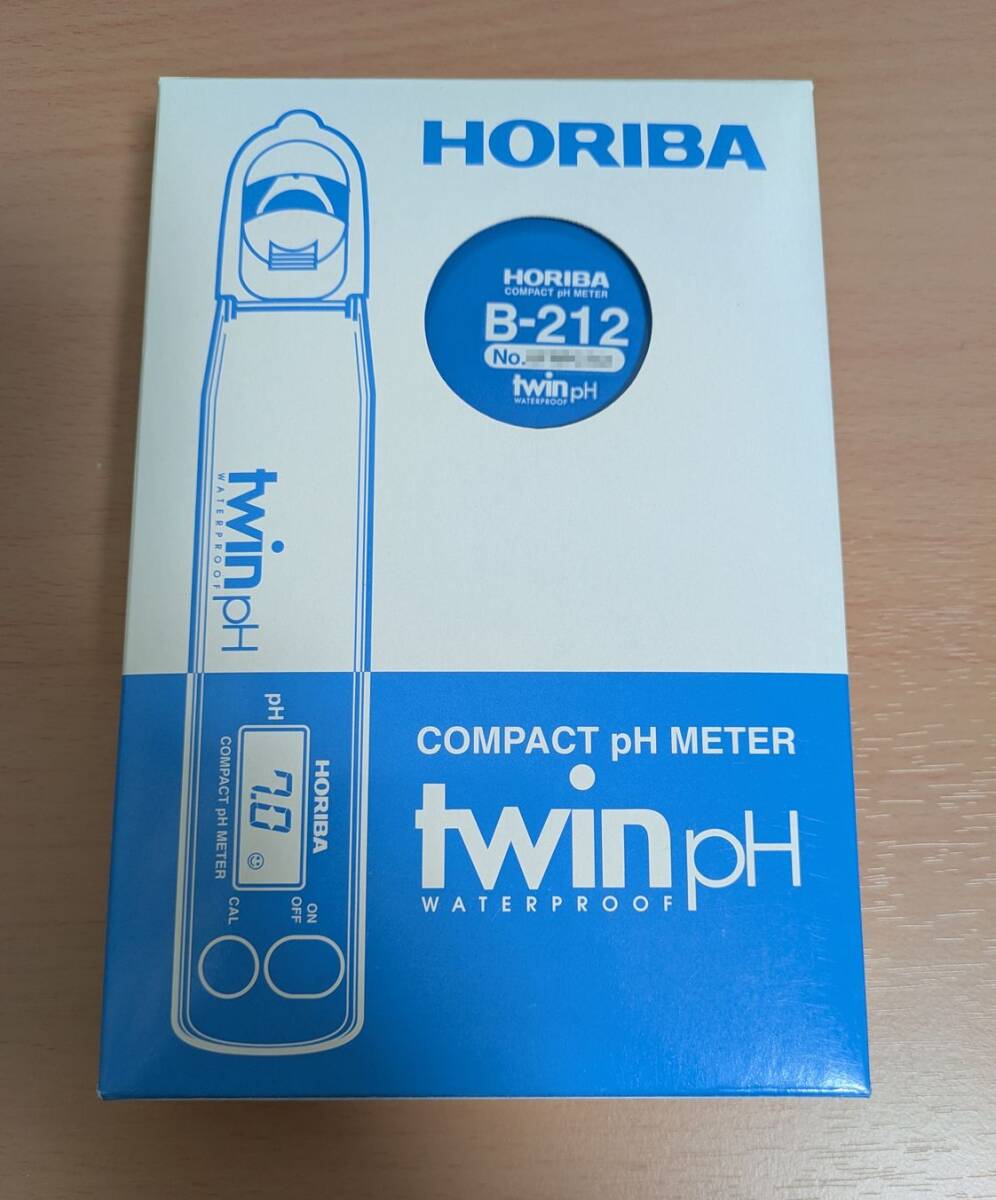 HORIBA
HORIBA
COMPACT pH METER
B-212
No.
twin pH
WATERPROOF
twin pH
WATERPROOF
pH
7.0
HORIBA
COMPACT pH METER
ON
OFF
CAL
COMPACT pH METER
twin pH
WATERPROOF